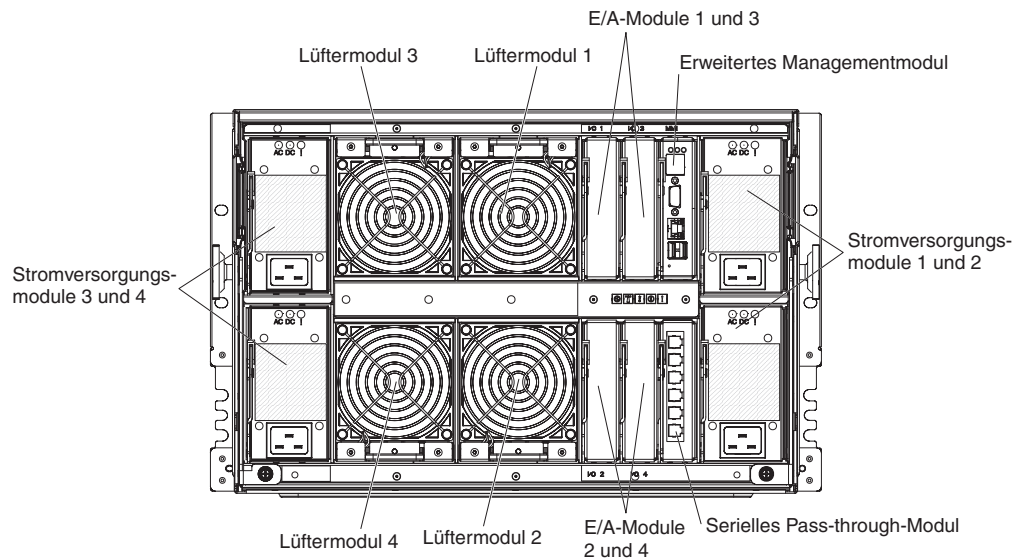 E/A-Module 1 und 3
Lüftermodul 3
Lüftermodul 1
Erweitertes Managementmodul
I/O 1
I/O 3
MM 1
AC DC
AC DC
Stromversorgungs-
module 3 und 4
Stromversorgungs-
module 1 und 2
AC DC
AC DC
I/O 2
I/O 4
Lüftermodul 4
Lüftermodul 2
E/A-Module
2 und 4
Serielles Pass-through-Modul